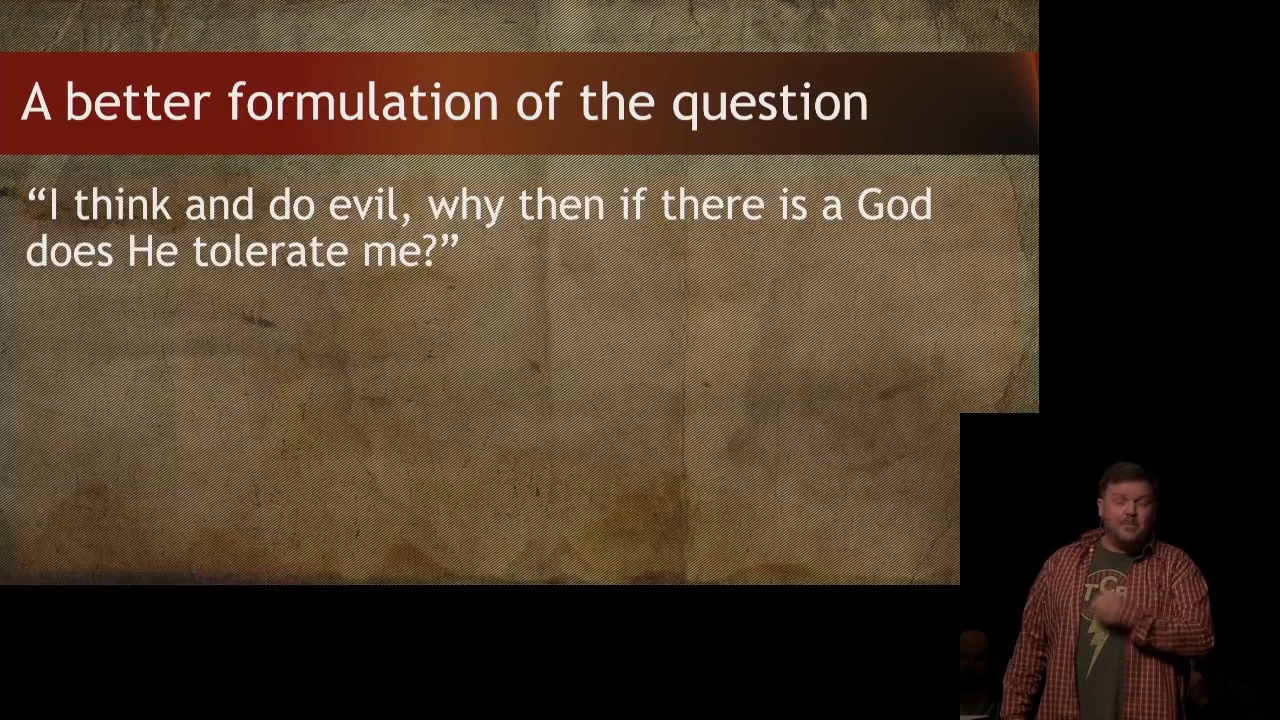 A better formulation of the question
“I think and do evil, why then if there is a God
does He tolerate me?”
TCB